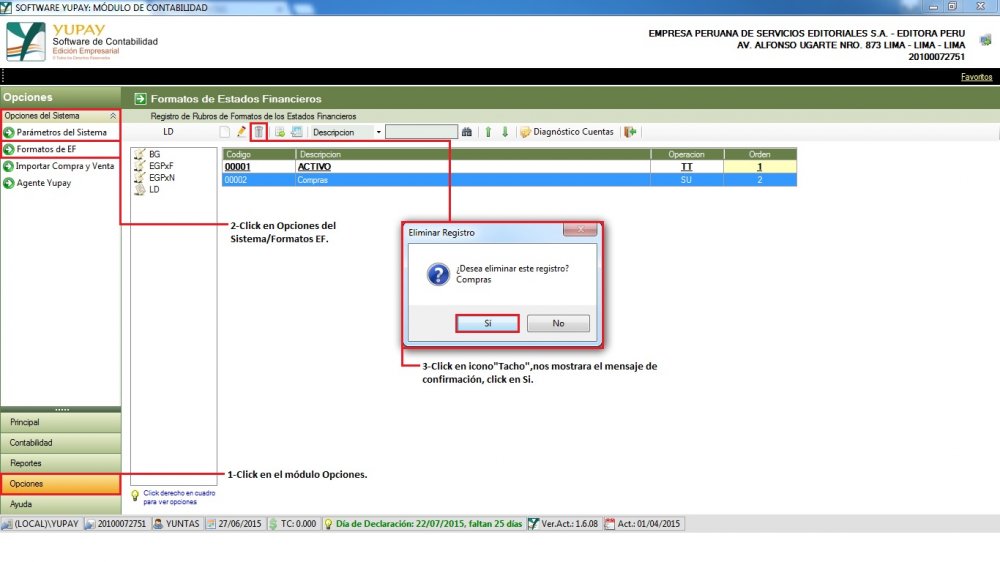 SOFTWARE YUPAY: MÓDULO DE CONTABILIDAD
YUPAY
Software de Contabilidad
Edición Empresarial
© Todos los Derechos Reservados
EMPRESA PERUANA DE SERVICIOS EDITORIALES S.A. - EDITORA PERU
AV. ALFONSO UGARTE NRO. 873 LIMA - LIMA - LIMA
20100072751
Favoritos
Opciones
Formatos de Estados Financieros
Opciones del Sistema
Registro de Rubros de Formatos de los Estados Financieros
Parámetros del Sistema
LD
Descripcion
Diagnóstico Cuentas
Formatos de EF
Importar Compra y Venta
Agente Yupay
BG
EGPxF
EGPxN
LD
Codigo Descripcion Operacion Orden
00001 ACTIVO TT 1
00002 Compras SU 2
2-Click en Opciones del
Sistema/Formatos EF.
Eliminar Registro
¿Desea eliminar este registro?
Compras
Sí No
3-Click en icono"Tacho",nos mostrara el mensaje de
confirmación, click en Si.
Principal
Contabilidad
Reportes
Opciones
Ayuda
1-Click en el módulo Opciones.
Click derecho en cuadro
para ver opciones
(LOCAL)\YUPAY 20100072751 YUNTAS 27/06/2015 TC: 0.000 Día de Declaración: 22/07/2015, faltan 25 días Ver.Act.: 1.6.08 Act.: 01/04/2015